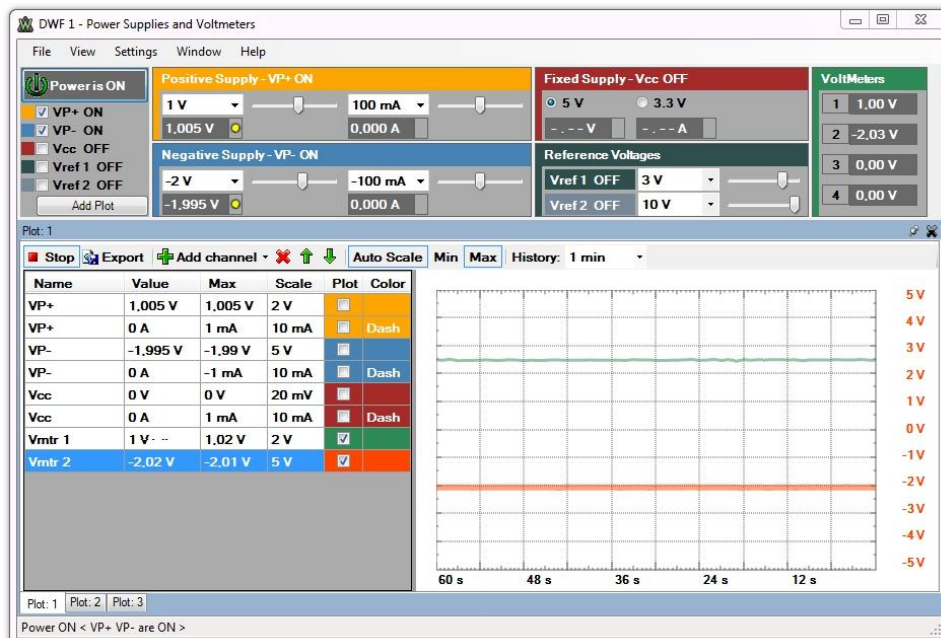 DWF 1 - Power Supplies and Voltmeters
File View Settings Window Help
Power is ON
VP+ ON
VP- ON
Vcc OFF
Vref 1 OFF
Vref 2 OFF
Add Plot
Positive Supply - VP+ ON
1 V 100 mA
1,005 V 0,000 A
Negative Supply - VP- ON
-2 V -100 mA
-1,995 V 0,000 A
Fixed Supply - Vcc OFF
5 V 3.3 V
-.--V -.--A
Reference Voltages
Vref 1 OFF 3 V
Vref 2 OFF 10 V
VoltMeters
1 1,00 V
2 -2,03 V
3 0,00 V
4 0,00 V
Plot: 1
Stop Export Add channel Auto Scale Min Max History: 1 min
Name Value Max Scale Plot Color
VP+ 1,005 V 1,005 V 2 V
VP+ 0 A 1 mA 10 mA Dash
VP- -1,995 V -1,99 V 5 V
VP- 0 A -1 mA 10 mA Dash
Vcc 0 V 0 V 20 mV
Vcc 0 A 1 mA 10 mA Dash
Vmtr 1 1 V 1,02 V 2 V
Vmtr 2 -2,02 V -2,01 V 5 V
5 V
4 V
3 V
2 V
1 V
0 V
-1 V
-2 V
-3 V
-4 V
-5 V
60 s 48 s 36 s 24 s 12 s
Plot: 1 Plot: 2 Plot: 3
Power ON < VP+ VP- are ON >